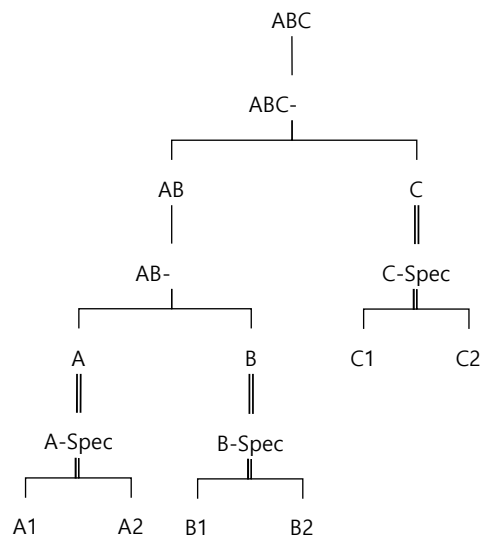 ABC
ABC-
AB C
AB- C-Spec
A B C1 C2
A-Spec B-Spec
A1 A2 B1 B2